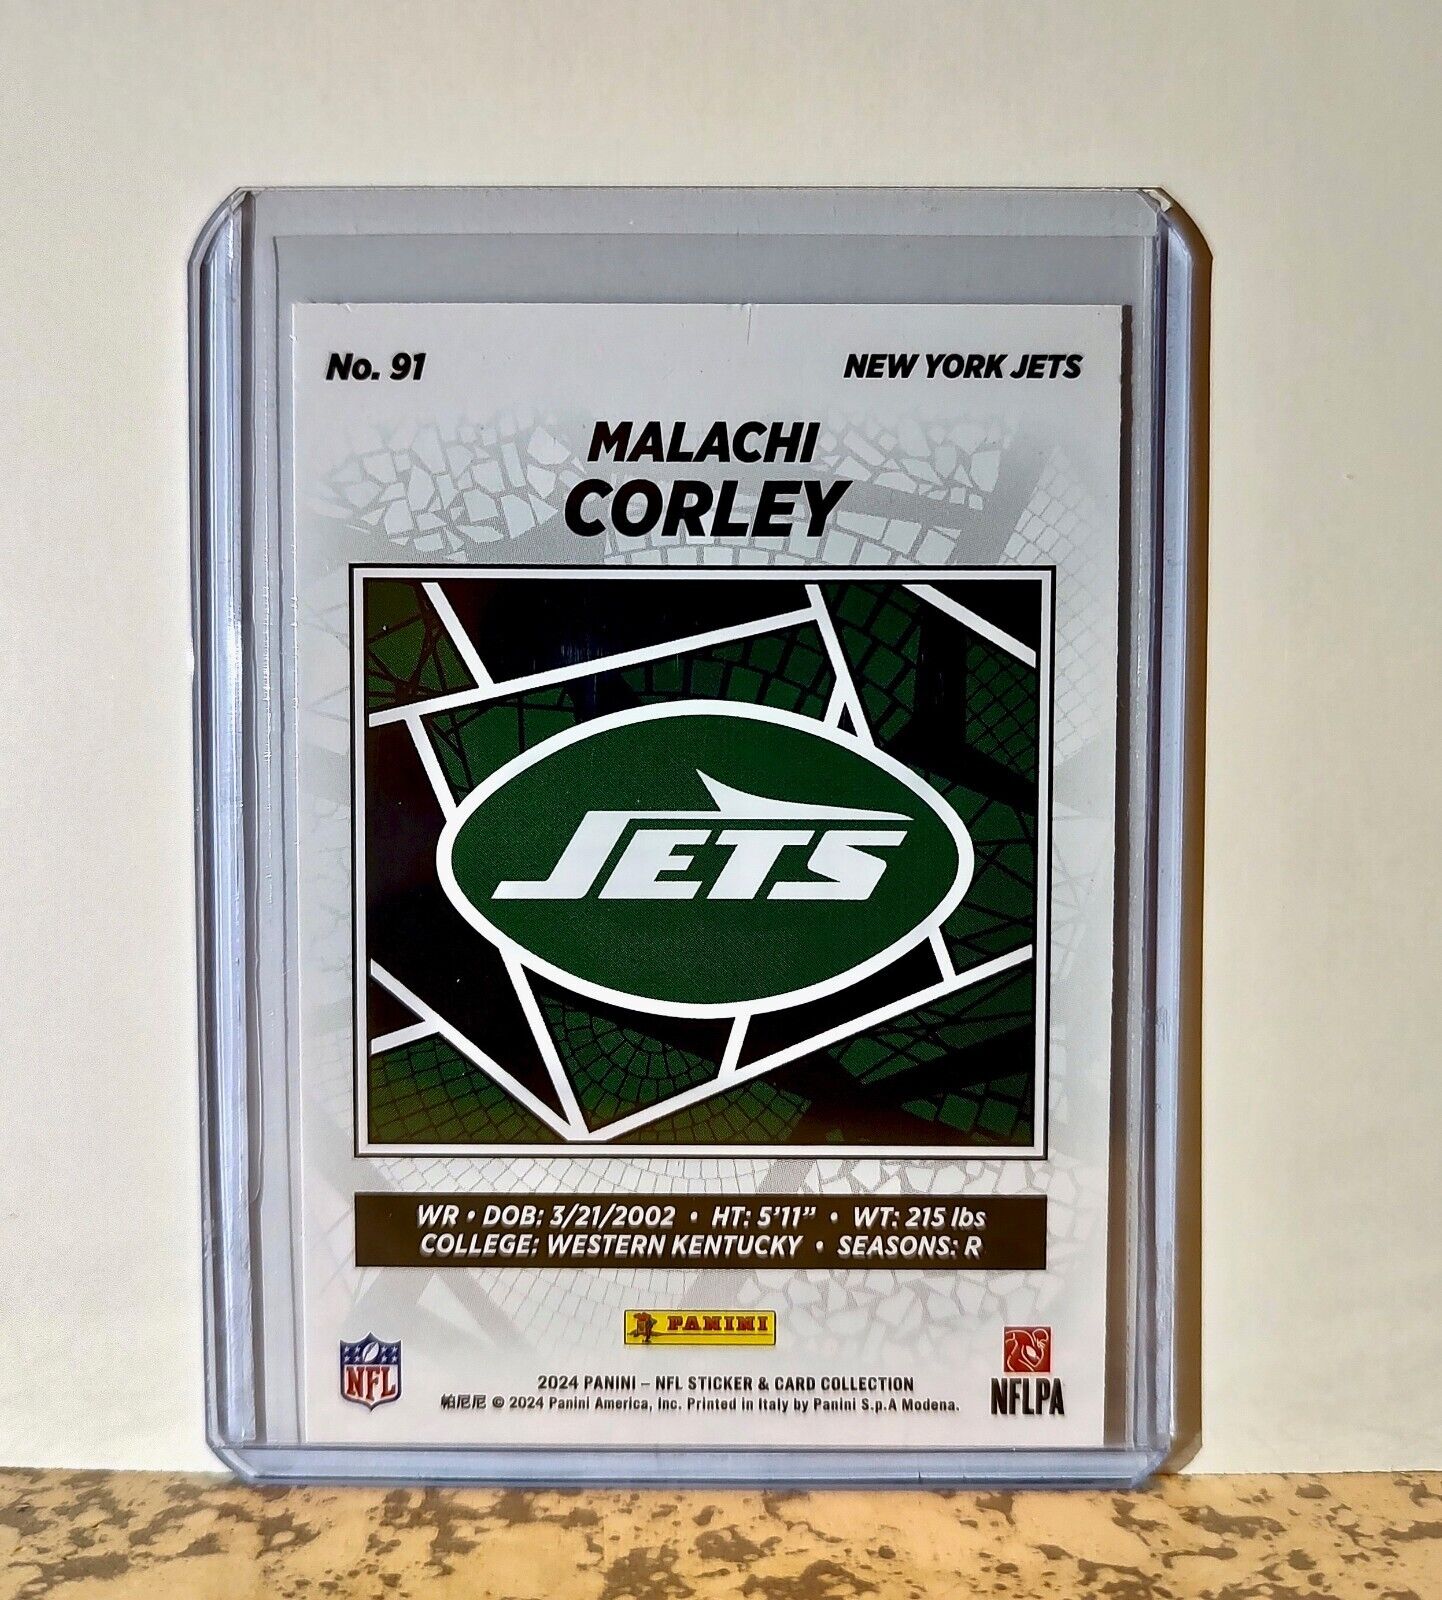 No. 91
NEW YORK JETS
MALACHI
CORLEY
JETS
WR • DOB: 3/21/2002 • HT: 5'11” • WT: 215 lbs
COLLEGE: WESTERN KENTUCKY • SEASONS: R
PANINI
NFL
2024 PANINI – NFL STICKER & CARD COLLECTION
帕尼尼 © 2024 Panini America, Inc. Printed in Italy by Panini S.p.A Modena.
NFLPA